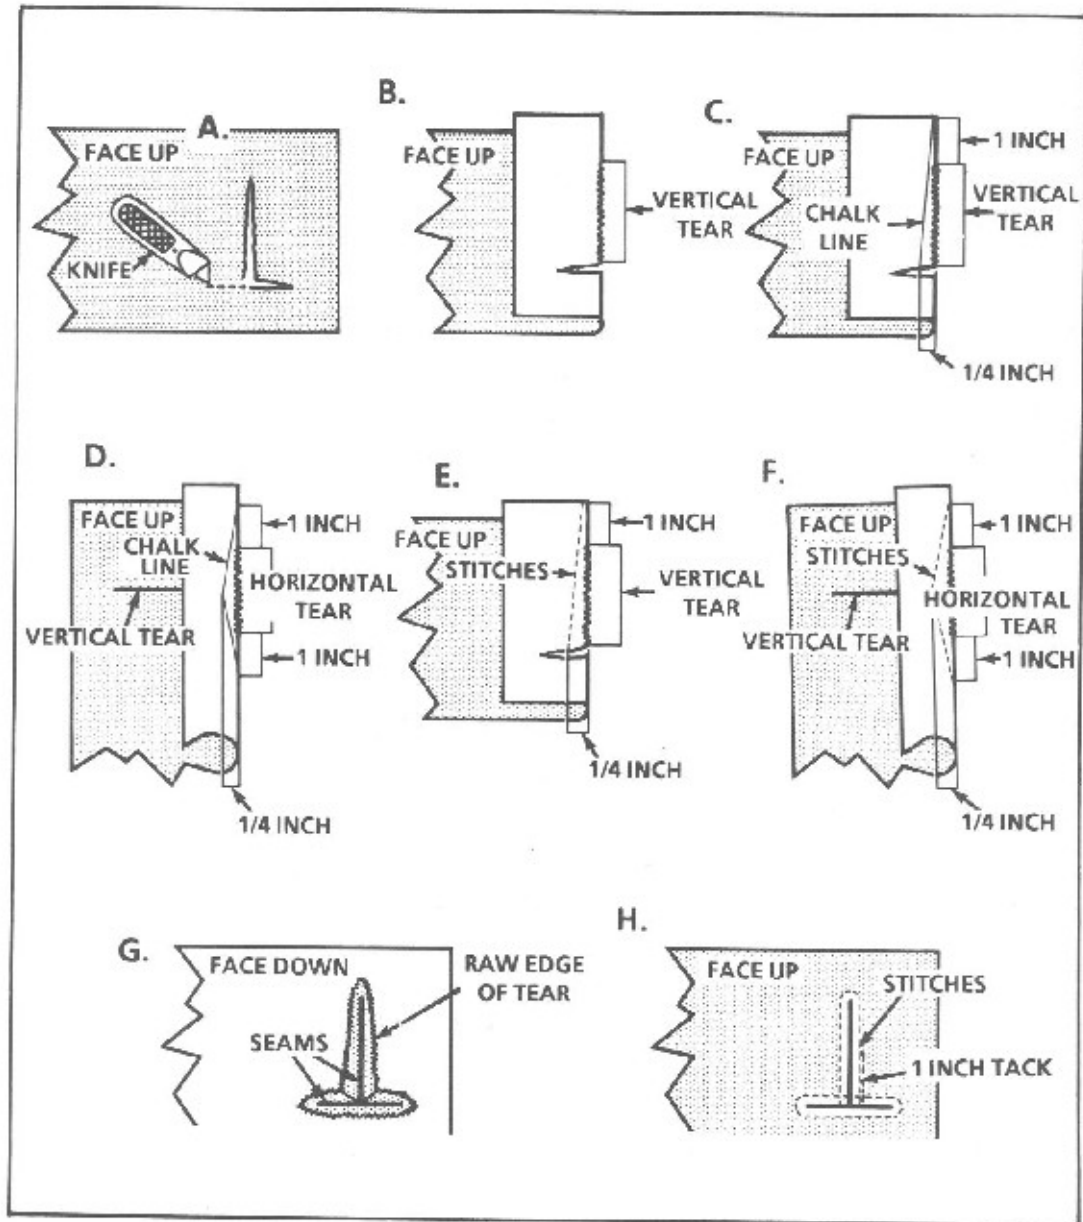 A.
FACE UP
KNIFE
B.
FACE UP
VERTICAL
TEAR
C.
FACE UP
1 INCH
VERTICAL
TEAR
CHALK
LINE
1/4 INCH
D.
FACE UP
1 INCH
CHALK
LINE
HORIZONTAL
TEAR
VERTICAL TEAR
1 INCH
1/4 INCH
E.
FACE UP
1 INCH
STITCHES
VERTICAL
TEAR
1/4 INCH
F.
FACE UP
1 INCH
STITCHES
HORIZONTAL
TEAR
VERTICAL TEAR
1 INCH
1/4 INCH
G.
FACE DOWN
RAW EDGE
OF TEAR
SEAMS
H.
FACE UP
STITCHES
1 INCH TACK